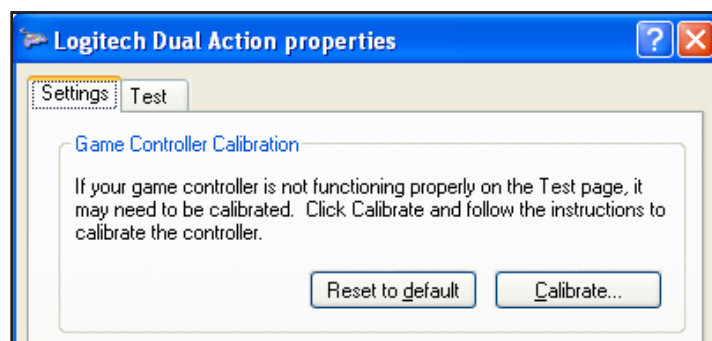 Logitech Dual Action properties
Settings Test
Game Controller Calibration
If your game controller is not functioning properly on the Test page, it
may need to be calibrated.  Click Calibrate and follow the instructions to
calibrate the controller.
Reset to default Calibrate...